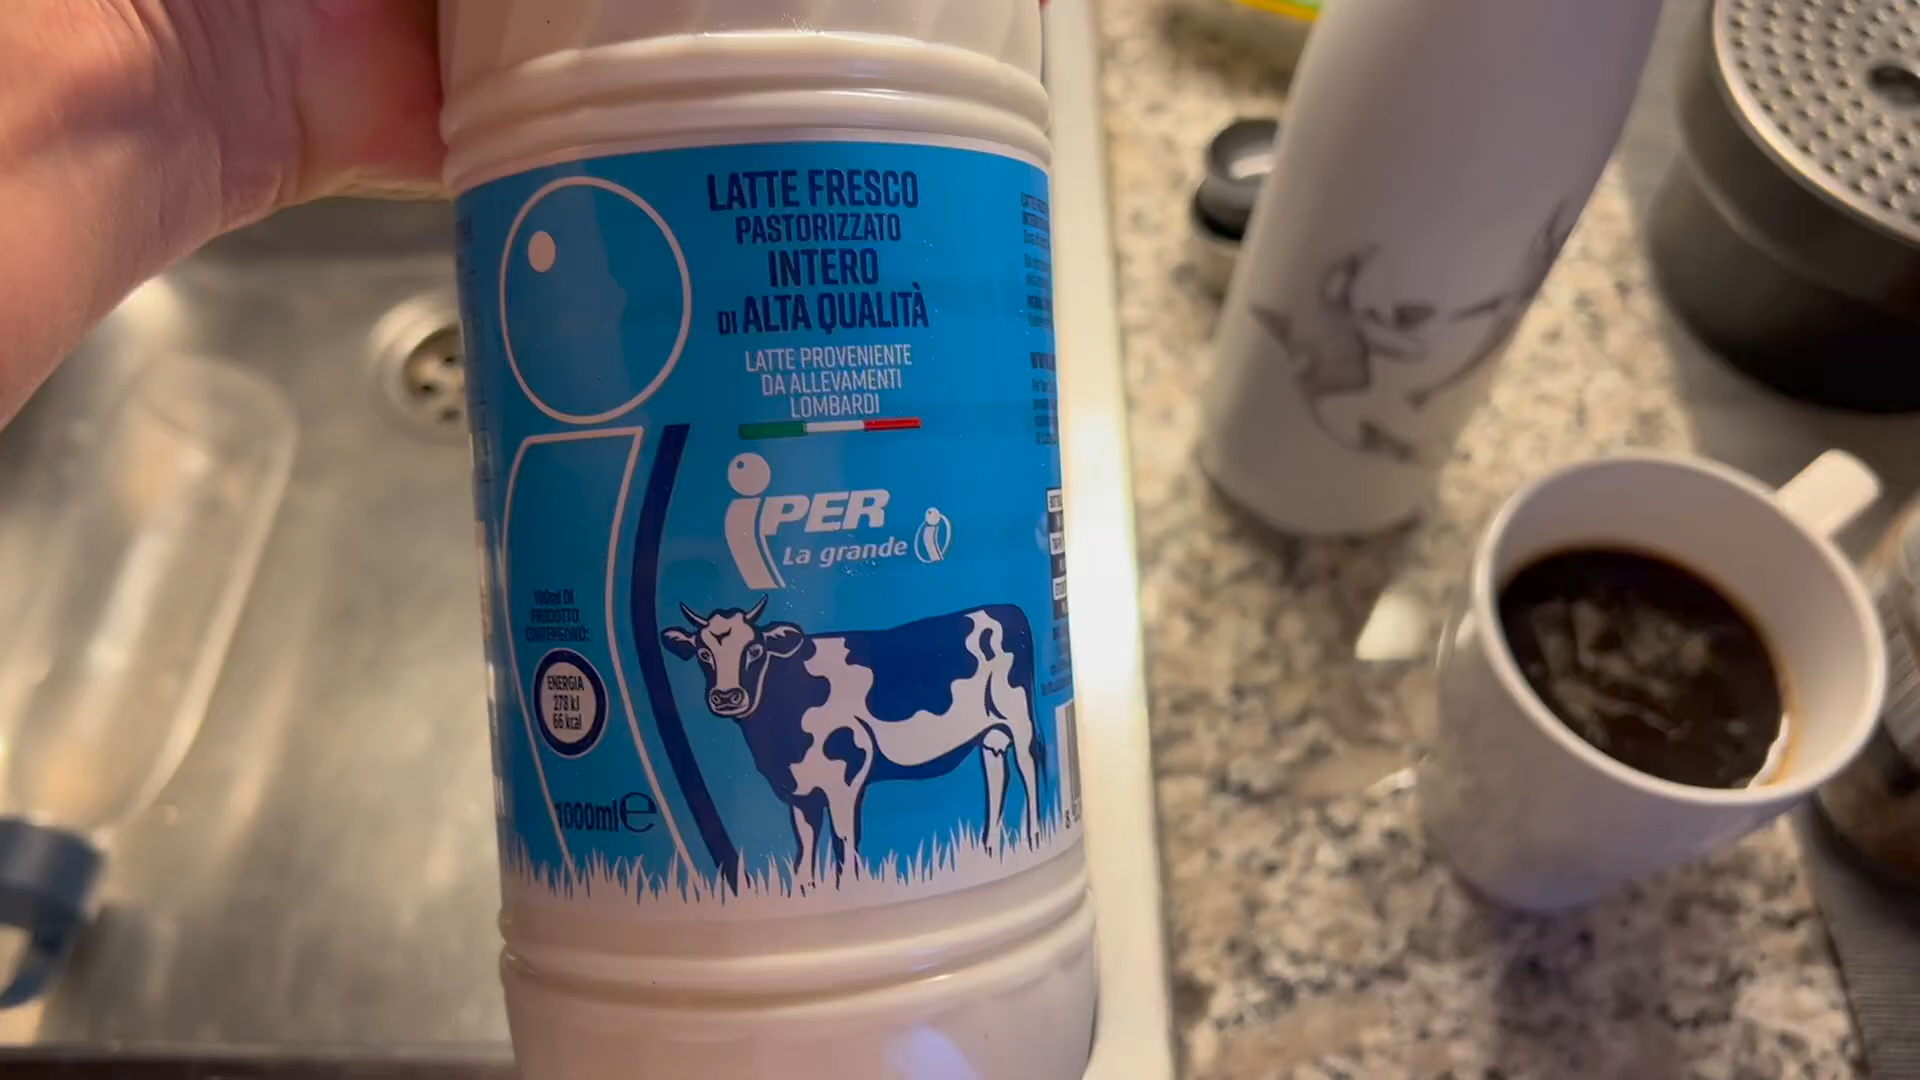 LATTE FRESCO
PASTORIZZATO
INTERO
DI ALTA QUALITÀ
LATTE PROVENIENTE
DA ALLEVAMENTI
LOMBARDI
iPER
La grande i
100ml DI
PRODOTTO
CONTENGONO:
ENERGIA
278 kJ
66 kcal
1000ml e